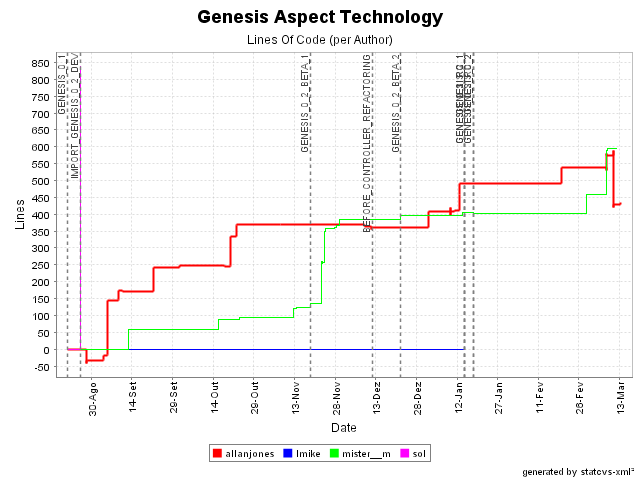 Genesis Aspect Technology
Lines Of Code (per Author)
Lines
850
800
750
700
650
600
550
500
450
400
350
300
250
200
150
100
50
0
-50
GENESIS_0_1
IMPORT_GENESIS_0_2_DEV
GENESIS_0_2_BETA_1
BEFORE_CONTROLLER_REFACTORING
GENESIS_0_2_BETA_2
30-Ago
14-Set
29-Set
14-Out
29-Out
13-Nov
28-Nov
13-Dez
28-Dez
12-Jan
27-Jan
11-Fev
26-Fev
13-Mar
Date
allanjones
lmike
mister___m
sol
generated by statcvs-xml²